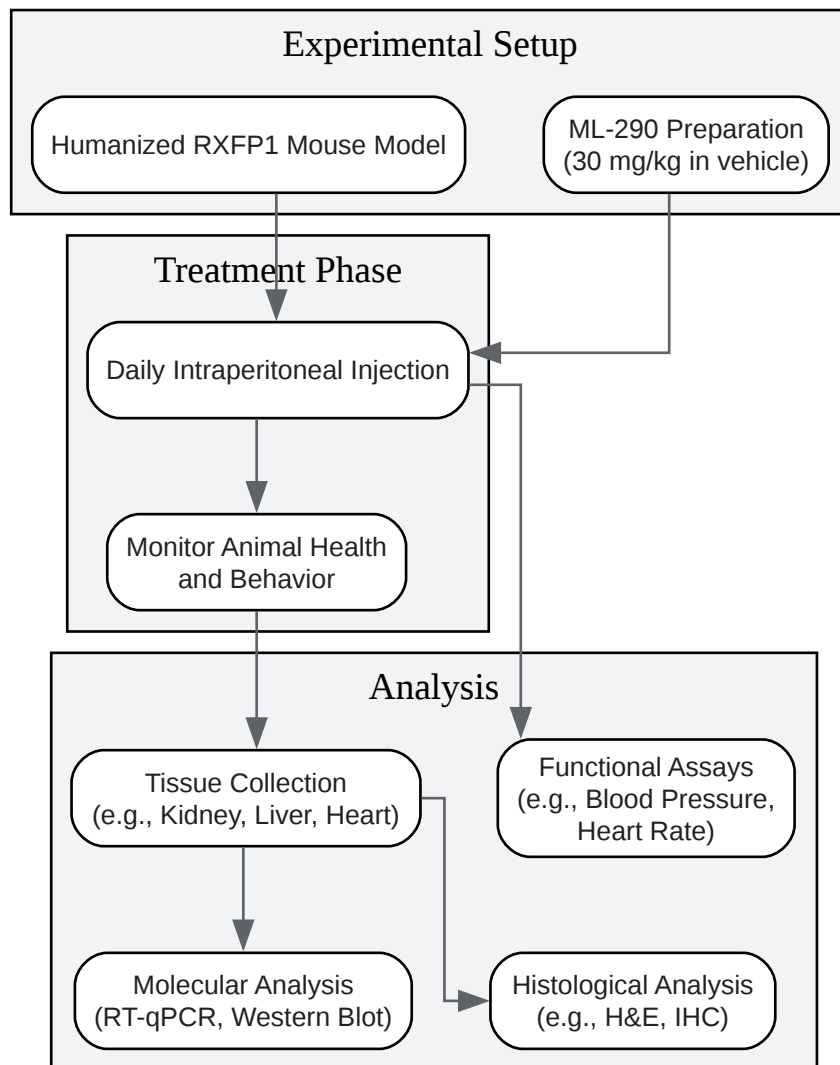 Experimental Setup
Humanized RXFP1 Mouse Model
ML-290 Preparation
(30 mg/kg in vehicle)
Treatment Phase
Daily Intraperitoneal Injection
Monitor Animal Health
and Behavior
Analysis
Tissue Collection
(e.g., Kidney, Liver, Heart)
Functional Assays
(e.g., Blood Pressure,
Heart Rate)
Molecular Analysis
(RT-qPCR, Western Blot)
Histological Analysis
(e.g., H&E, IHC)